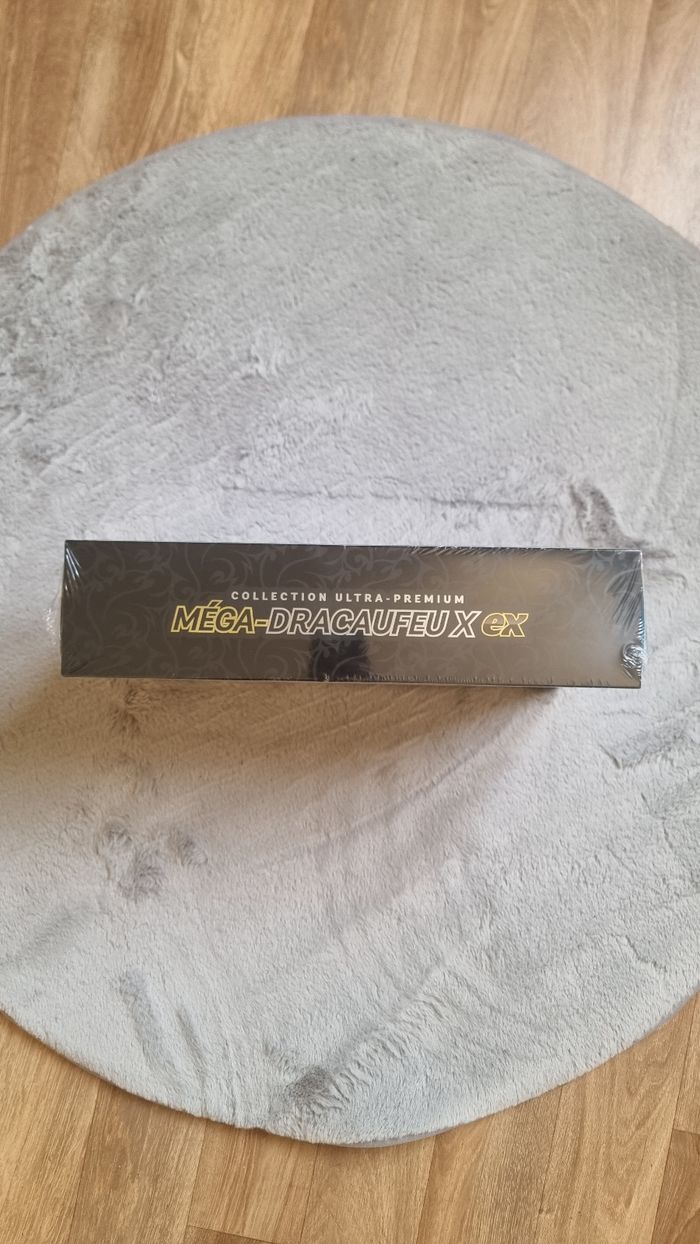 COLLECTION ULTRA-PREMIUM
MÉGA-DRACAUFEU X ex